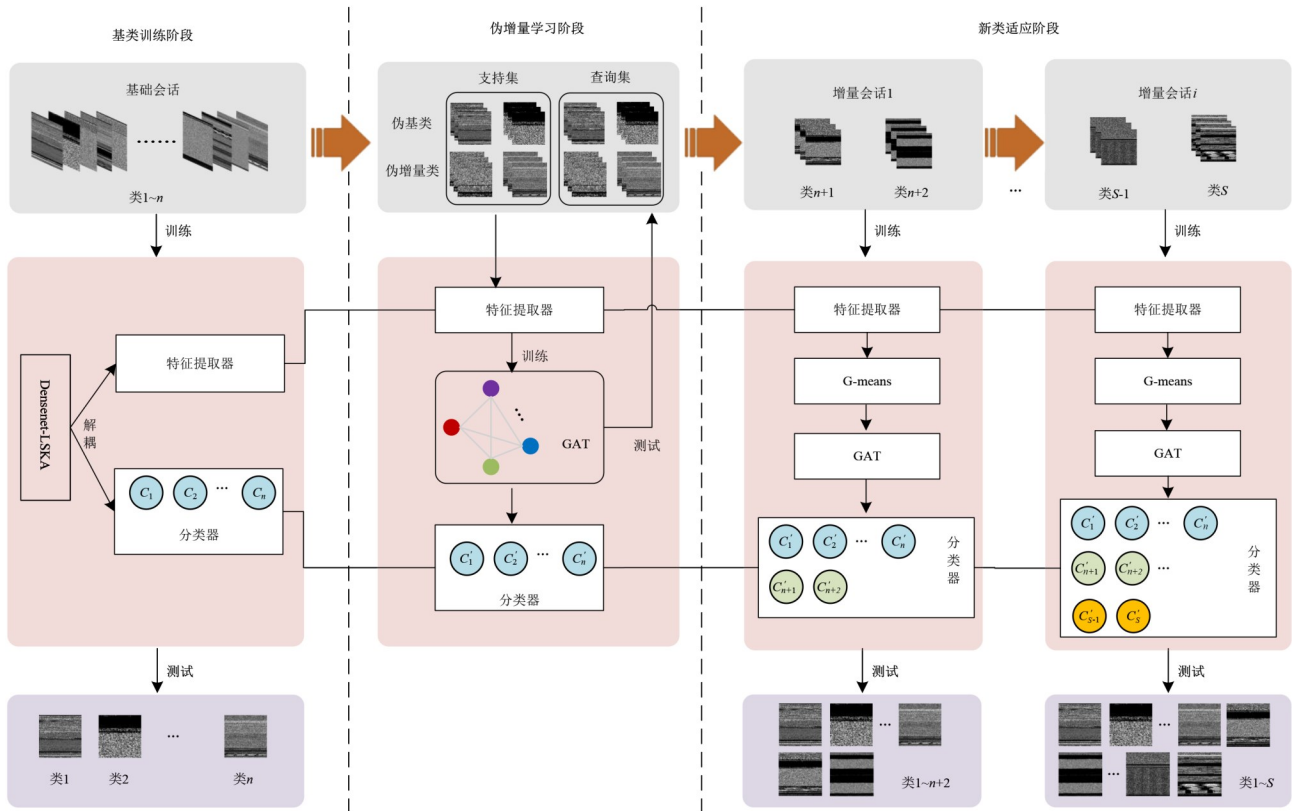 基类训练阶段
伪增量学习阶段
新类适应阶段
基础会话
……
类1~n
支持集
查询集
伪基类
伪增量类
增量会话1
类n+1
类n+2
...
增量会话i
类S-1
类S
训练
训练
训练
Densenet-LSKA
解耦
特征提取器
C1 C2 ... Cn
分类器
特征提取器
训练
...
GAT
测试
C'1 C'2 ... C'n
分类器
特征提取器
G-means
GAT
C'1 C'2 ... C'n
C'n+1 C'n+2
分类器
特征提取器
G-means
GAT
C'1 C'2 ... C'n
C'n+1 C'n+2 ...
C'S-1 C'S
分类器
测试
测试
测试
...
类1
类2
类n
...
类1~n+2
...
...
类1~S